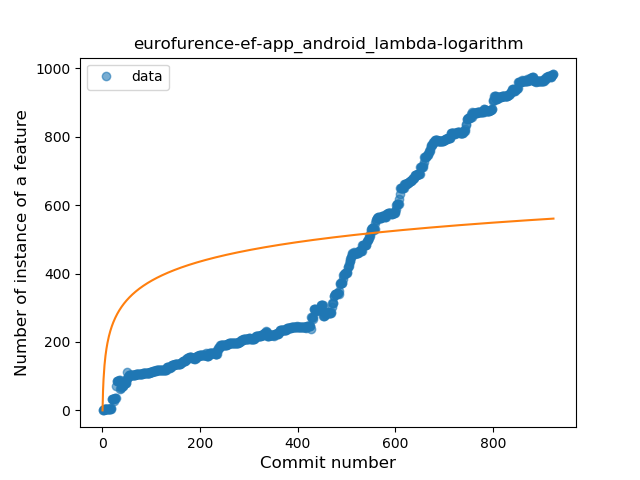 eurofurence-ef-app_android_lambda-logarithm
data
Number of instance of a feature
1000
800
600
400
200
0
0 200 400 600 800
Commit number